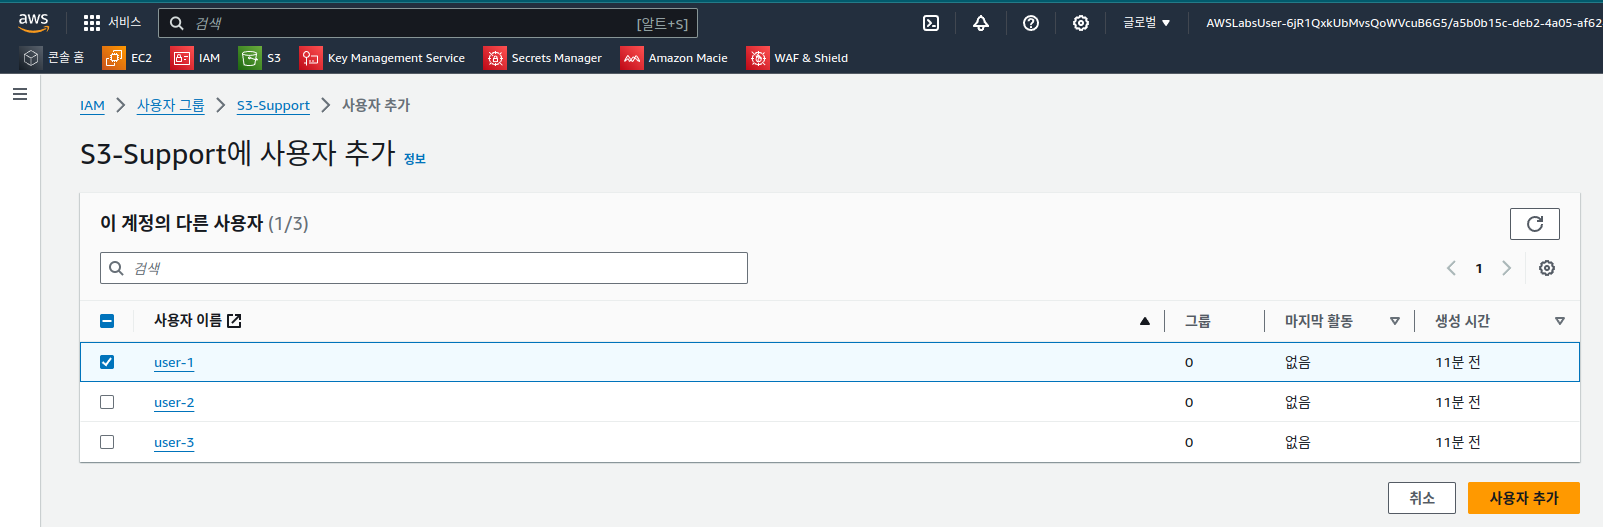 aws 서비스 검색 [알트+S] 글로벌 AWSLabsUser-6jR1QxkUbMvsQoWVcuB6G5/a5b0b15c-deb2-4a05-af62
콘솔 홈 EC2 IAM S3 Key Management Service Secrets Manager Amazon Macie WAF & Shield
IAM 사용자 그룹 S3-Support 사용자 추가
S3-Support에 사용자 추가 정보
이 계정의 다른 사용자 (1/3)
검색 1
사용자 이름 그룹 마지막 활동 생성 시간
user-1 0 없음 11분 전
user-2 0 없음 11분 전
user-3 0 없음 11분 전
취소 사용자 추가